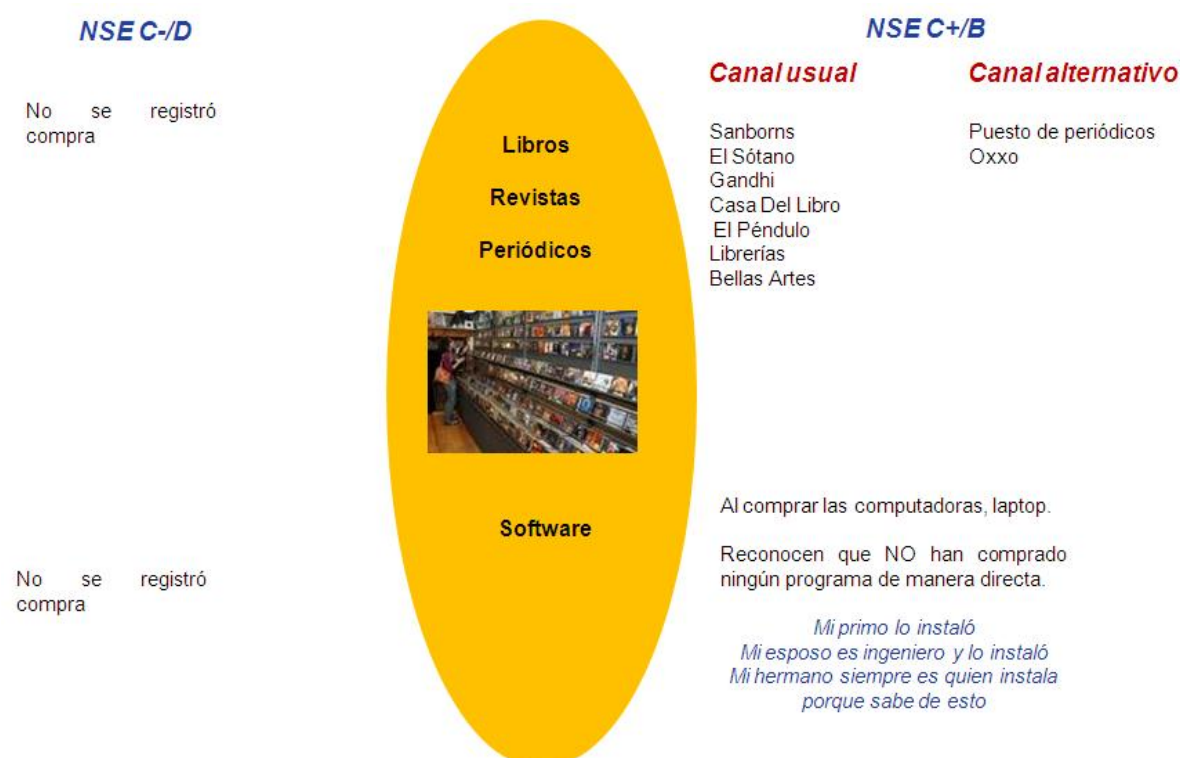 NSE C-/D
No se registró
compra
No se registró
compra
Libros
Revistas
Periódicos
Software
NSE C+/B
Canal usual
Sanborns
El Sótano
Gandhi
Casa Del Libro
El Péndulo
Librerías
Bellas Artes
Canal alternativo
Puesto de periódicos
Oxxo
Al comprar las computadoras, laptop.
Reconocen que NO han comprado
ningún programa de manera directa.
Mi primo lo instaló
Mi esposo es ingeniero y lo instaló
Mi hermano siempre es quien instala
porque sabe de esto